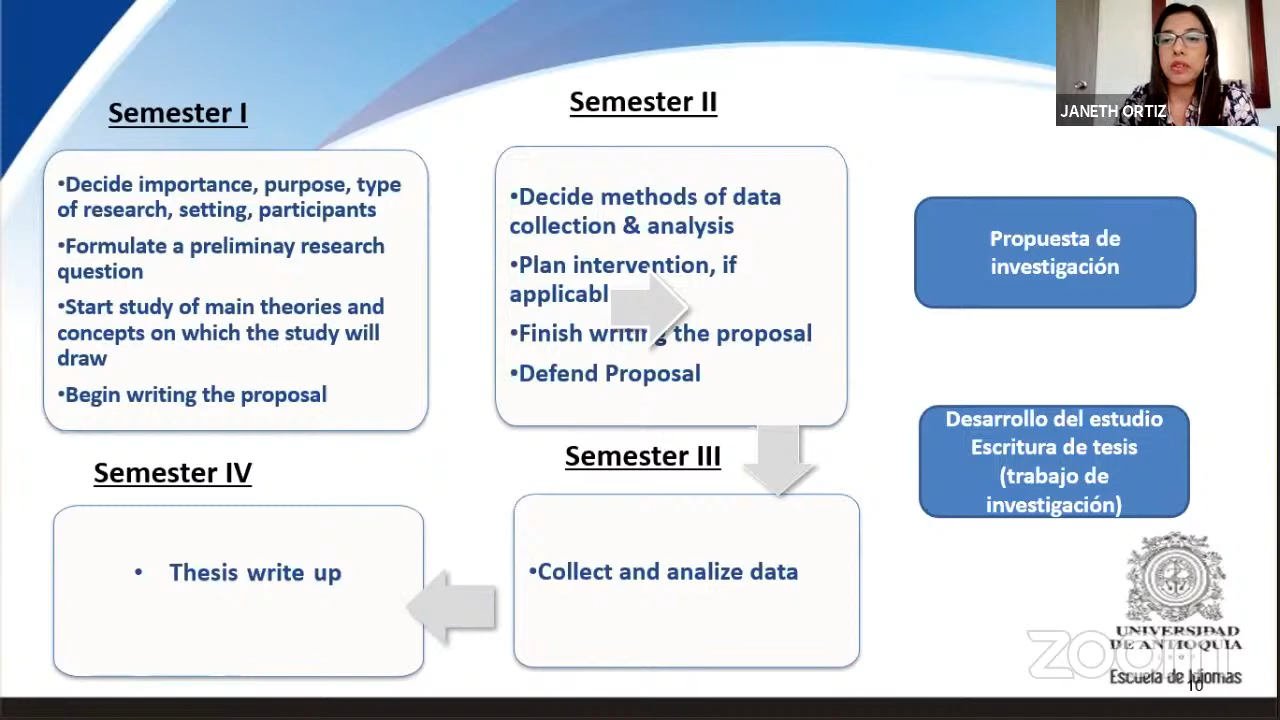 JANETH ORTIZ
Semester I
•Decide importance, purpose, type
of research, setting, participants
•Formulate a preliminay research
question
•Start study of main theories and
concepts on which the study will
draw
•Begin writing the proposal
Semester II
•Decide methods of data
collection & analysis
•Plan intervention, if
applicabl
•Finish writing the proposal
•Defend Proposal
Propuesta de
investigación
Semester III
•Collect and analize data
Semester IV
• Thesis write up
Desarrollo del estudio
Escritura de tesis
(trabajo de
investigación)
UNIVERSIDAD
DE ANTIOQUIA
Escuela de Idiomas
zoom
10